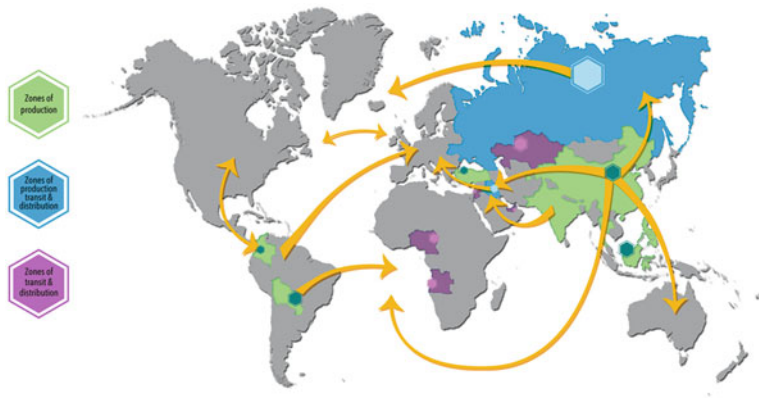 Zones of
production
Zones of
production
transit &
distribution
Zones of
transit &
distribution